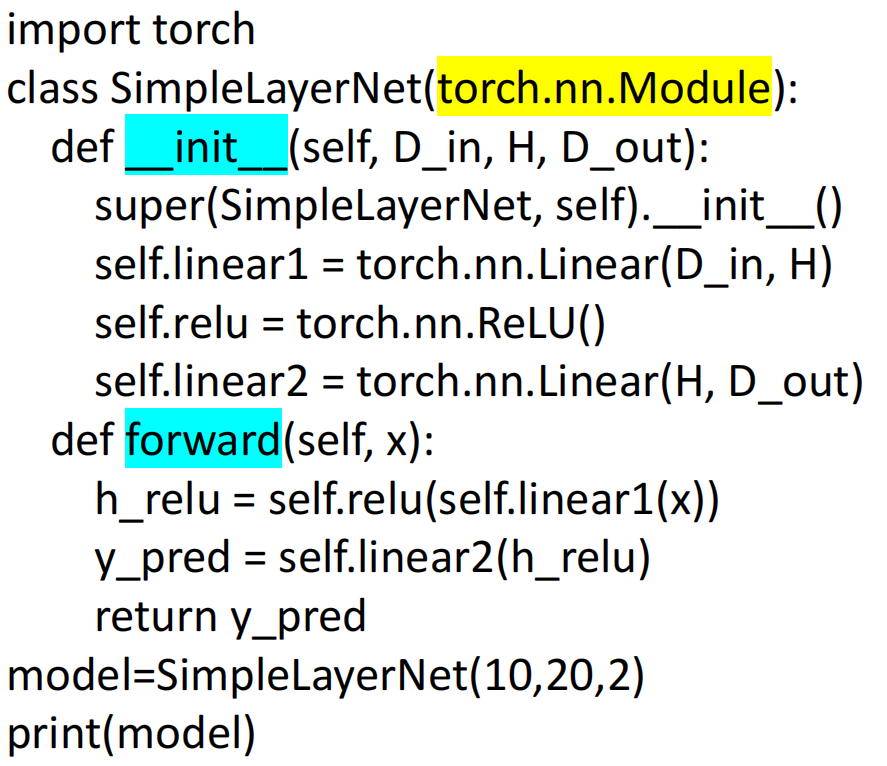 import torch
class SimpleLayerNet(torch.nn.Module):
def __init__(self, D_in, H, D_out):
super(SimpleLayerNet, self).__init__()
self.linear1 = torch.nn.Linear(D_in, H)
self.relu = torch.nn.ReLU()
self.linear2 = torch.nn.Linear(H, D_out)
def forward(self, x):
h_relu = self.relu(self.linear1(x))
y_pred = self.linear2(h_relu)
return y_pred
model=SimpleLayerNet(10,20,2)
print(model)